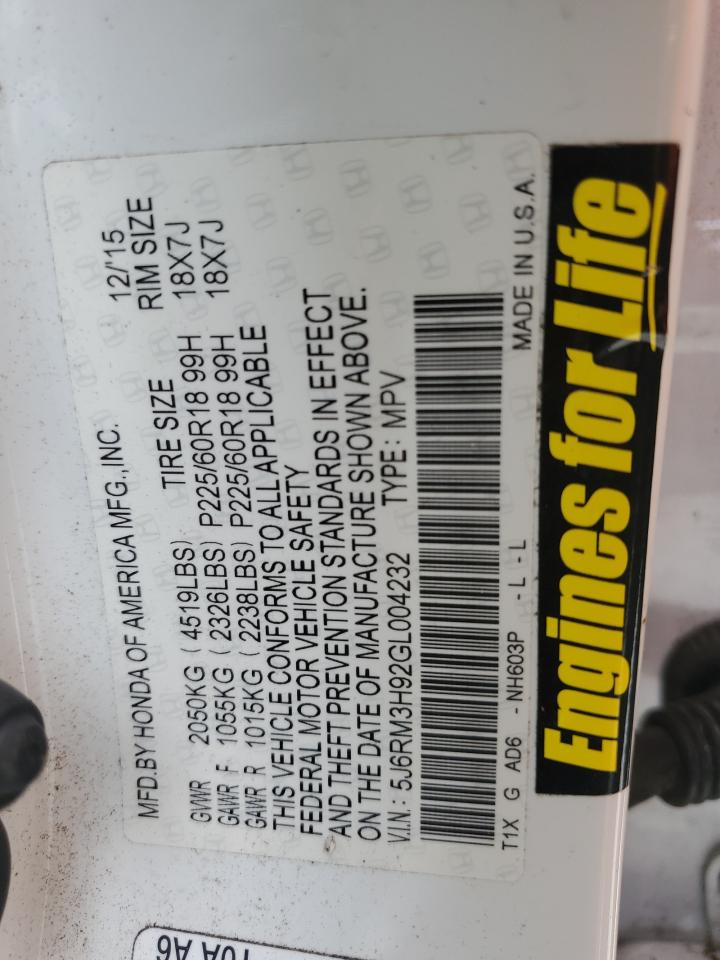 MFD.BY HONDA OF AMERICA MFG.,INC. 12/'15
TIRE SIZE RIM SIZE
GVWR 2050KG (4519LBS)
GAWR F 1055KG (2326LBS) P225/60R18 99H 18X7J
GAWR R 1015KG (2238LBS) P225/60R18 99H 18X7J
THIS VEHICLE CONFORMS TO ALL APPLICABLE
FEDERAL MOTOR VEHICLE SAFETY
AND THEFT PREVENTION STANDARDS IN EFFECT
ON THE DATE OF MANUFACTURE SHOWN ABOVE.
V.I.N.: 5J6RM3H92GL004232 TYPE: MPV
T1X G AD6 -NH603P -L-L MADE IN U.S.A.
Engines for Life